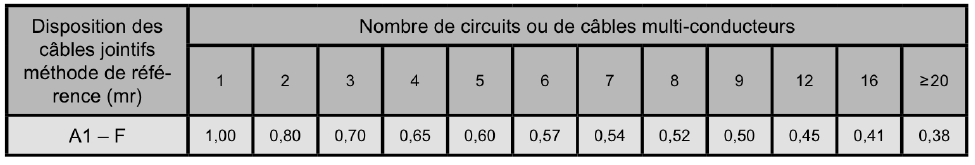 Disposition des
câbles jointifs
méthode de réfé-
rence (mr)
Nombre de circuits ou de câbles multi-conducteurs
1 2 3 4 5 6 7 8 9 12 16 ≥20
A1 – F 1,00 0,80 0,70 0,65 0,60 0,57 0,54 0,52 0,50 0,45 0,41 0,38